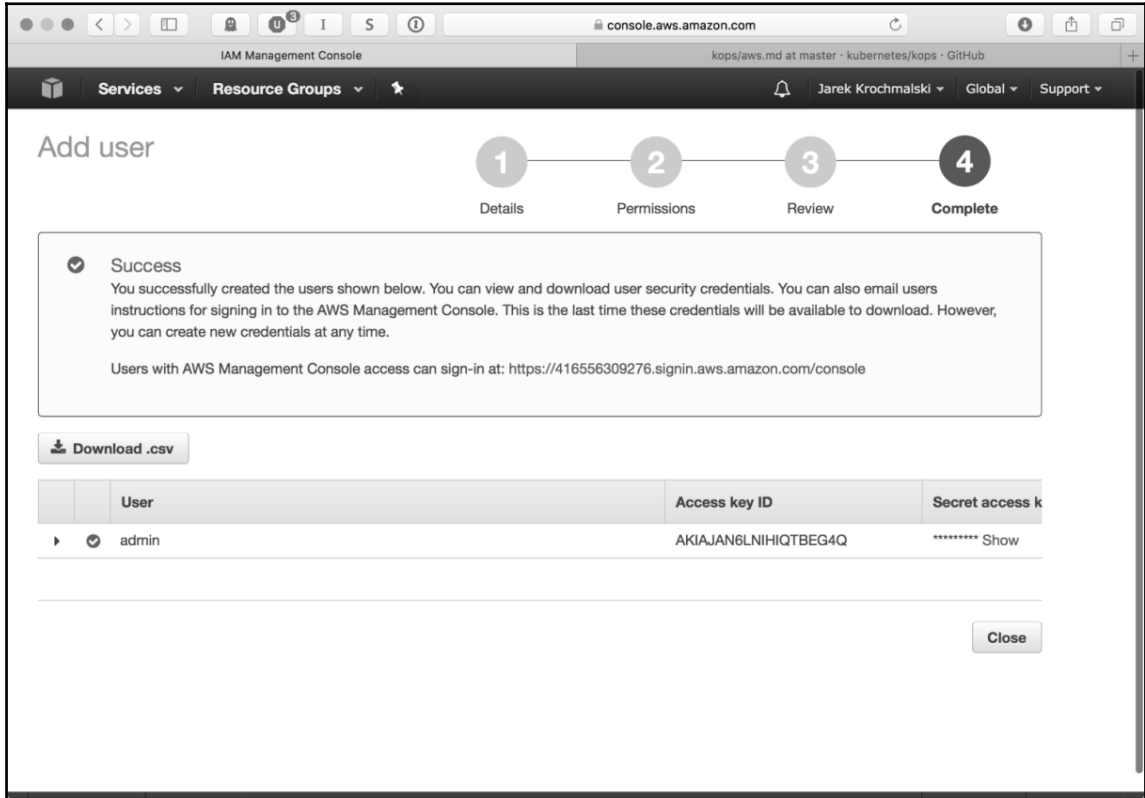 3
I
S
console.aws.amazon.com
IAM Management Console
kops/aws.md at master · kubernetes/kops · GitHub
+
Services
Resource Groups
Jarek Krochmalski
Global
Support
Add user
1
2
3
4
Details
Permissions
Review
Complete
Success
You successfully created the users shown below. You can view and download user security credentials. You can also email users
instructions for signing in to the AWS Management Console. This is the last time these credentials will be available to download. However,
you can create new credentials at any time.
Users with AWS Management Console access can sign-in at: https://416556309276.signin.aws.amazon.com/console
Download .csv
User
Access key ID
Secret access k
admin
AKIAJAN6LNIHIQTBEG4Q
********* Show
Close